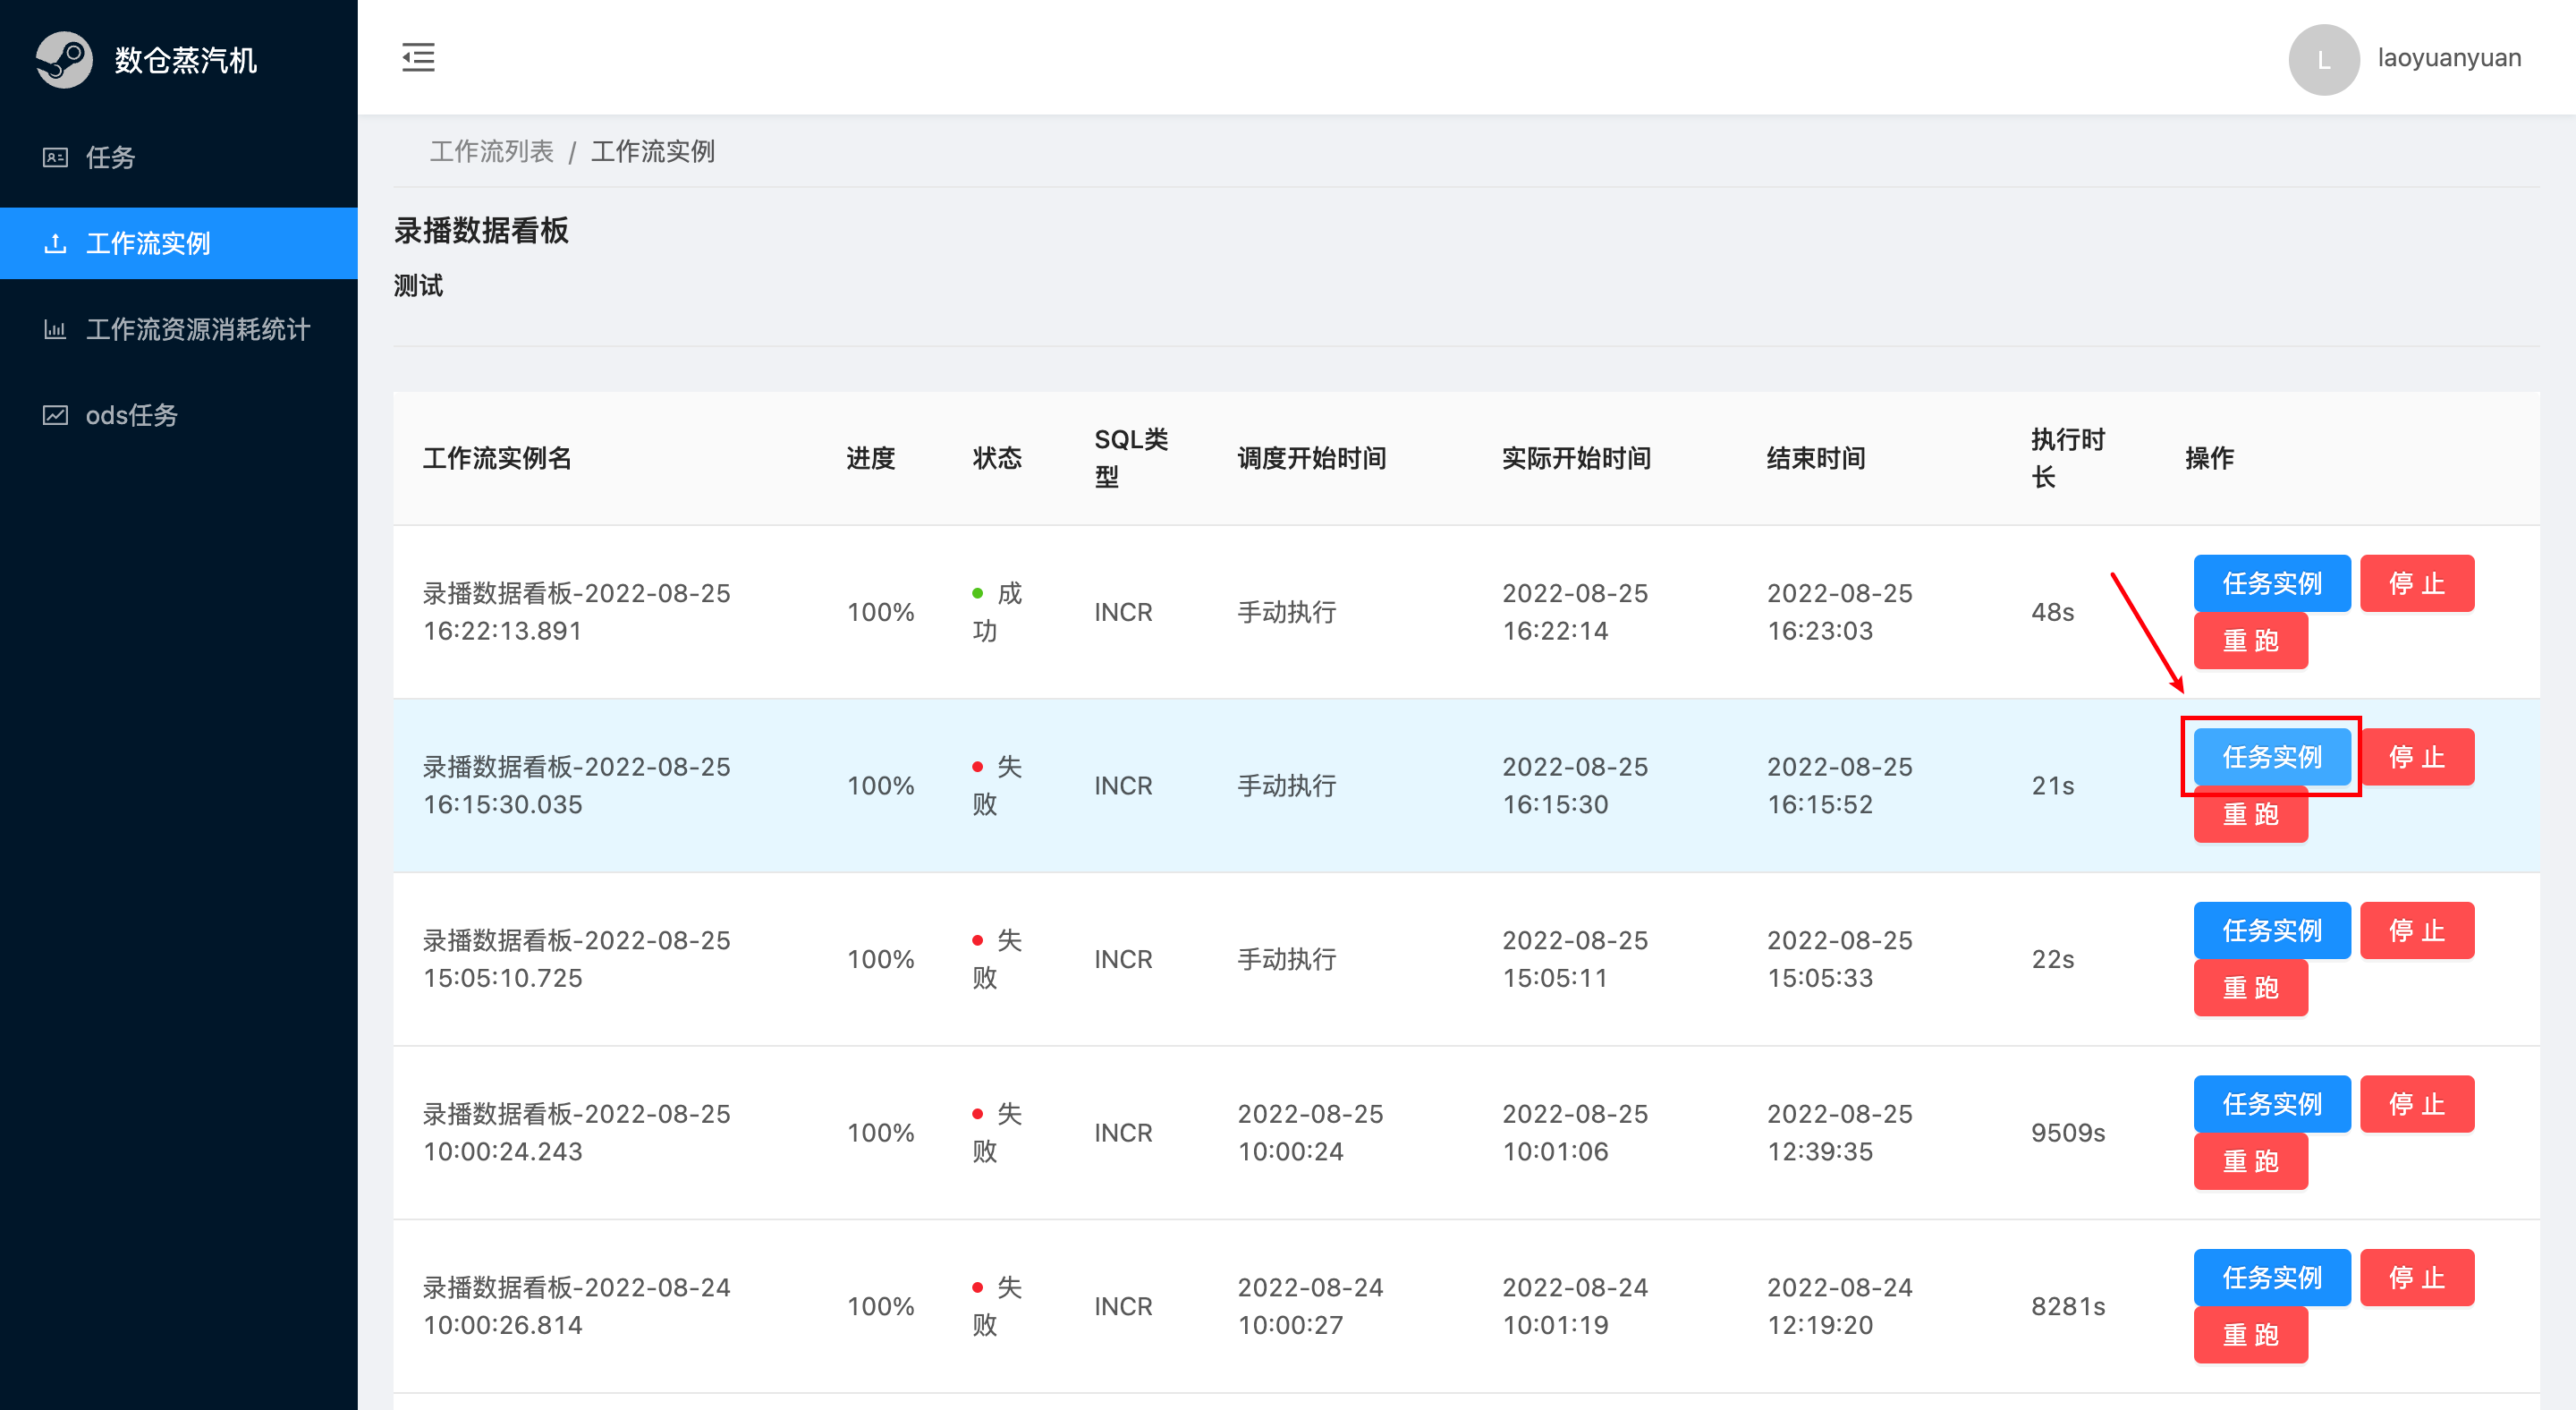 数仓蒸汽机
L
laoyuanyuan
任务
工作流实例
工作流资源消耗统计
ods任务
工作流列表 / 工作流实例
录播数据看板
测试
工作流实例名 进度 状态 SQL类
型 调度开始时间 实际开始时间 结束时间 执行时
长 操作
录播数据看板-2022-08-25
16:22:13.891
100%
成
功
INCR
手动执行
2022-08-25
16:22:14
2022-08-25
16:23:03
48s
任务实例 停 止
重 跑
录播数据看板-2022-08-25
16:15:30.035
100%
失
败
INCR
手动执行
2022-08-25
16:15:30
2022-08-25
16:15:52
21s
任务实例 停 止
重 跑
录播数据看板-2022-08-25
15:05:10.725
100%
失
败
INCR
手动执行
2022-08-25
15:05:11
2022-08-25
15:05:33
22s
任务实例 停 止
重 跑
录播数据看板-2022-08-25
10:00:24.243
100%
失
败
INCR
2022-08-25
10:00:24
2022-08-25
10:01:06
2022-08-25
12:39:35
9509s
任务实例 停 止
重 跑
录播数据看板-2022-08-24
10:00:26.814
100%
失
败
INCR
2022-08-24
10:00:27
2022-08-24
10:01:19
2022-08-24
12:19:20
8281s
任务实例 停 止
重 跑